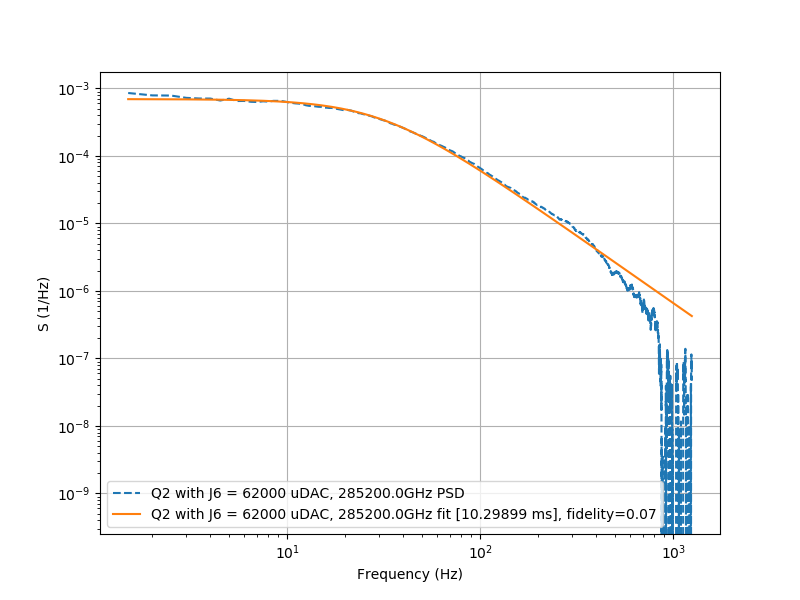 S (1/Hz)
10⁻³
10⁻⁴
10⁻⁵
10⁻⁶
10⁻⁷
10⁻⁸
10⁻⁹
Q2 with J6 = 62000 uDAC, 285200.0GHz PSD
Q2 with J6 = 62000 uDAC, 285200.0GHz fit [10.29899 ms], fidelity=0.07
10¹ 10² 10³
Frequency (Hz)